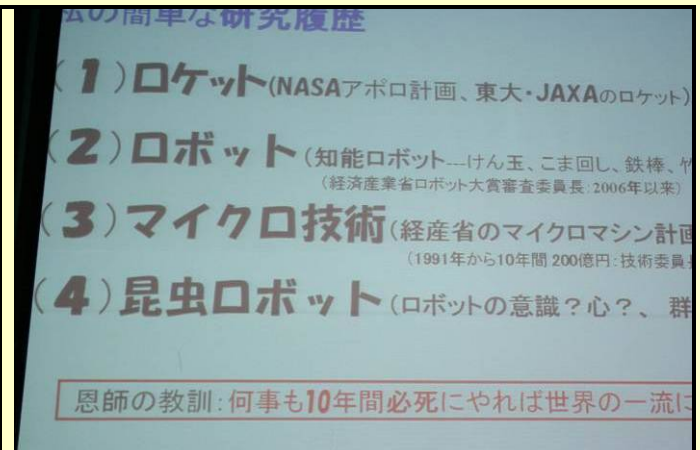 の簡単な研究履歴
(1)ロケット(NASAアポロ計画、東大・JAXAのロケット)
(2)ロボット(知能ロボット---けん玉、こま回し、鉄棒、
(経済産業省ロボット大賞審査委員長:2006年以来)
(3)マイクロ技術(経産省のマイクロマシン計画
(1991年から10年間200億円:技術委員
(4)昆虫ロボット(ロボットの意識?心?、群
恩師の教訓:何事も10年間必死にやれば世界の一流に